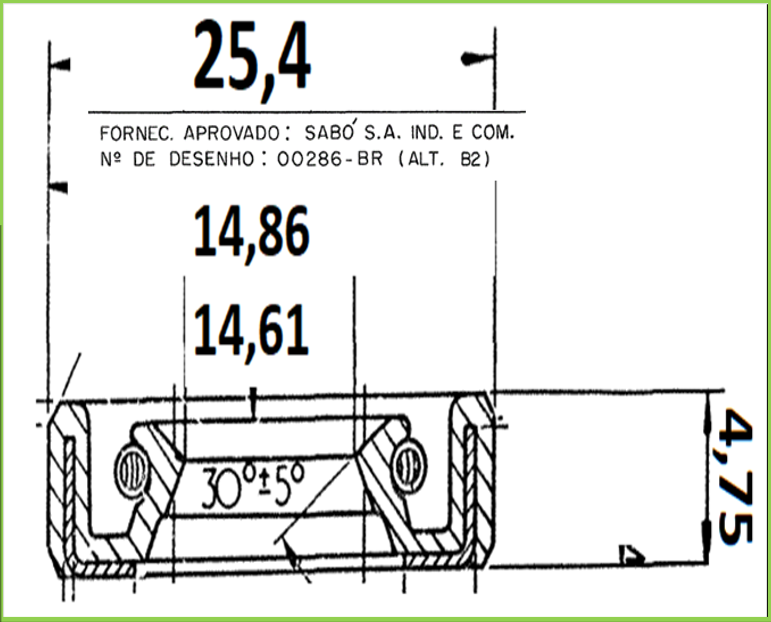 25,4
FORNEC. APROVADO: SABÓ S.A. IND. E COM.
Nº DE DESENHO: 00286-BR (ALT. B2)
14,86
14,61
30°±5°
4,75